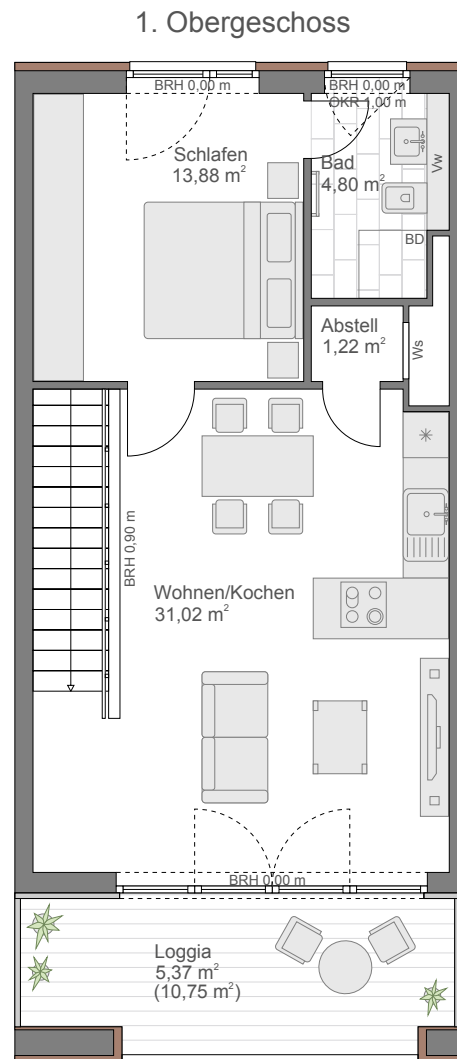 1. Obergeschoss
BRH 0,00 m
BRH 0,00 m
OKR 1,00 m
Schlafen
13,88 m²
Bad
4,80 m²
Vw
BD
Abstell
1,22 m²
Ws
BRH 0,90 m
Wohnen/Kochen
31,02 m²
BRH 0,00 m
Loggia
5,37 m²
(10,75 m²)